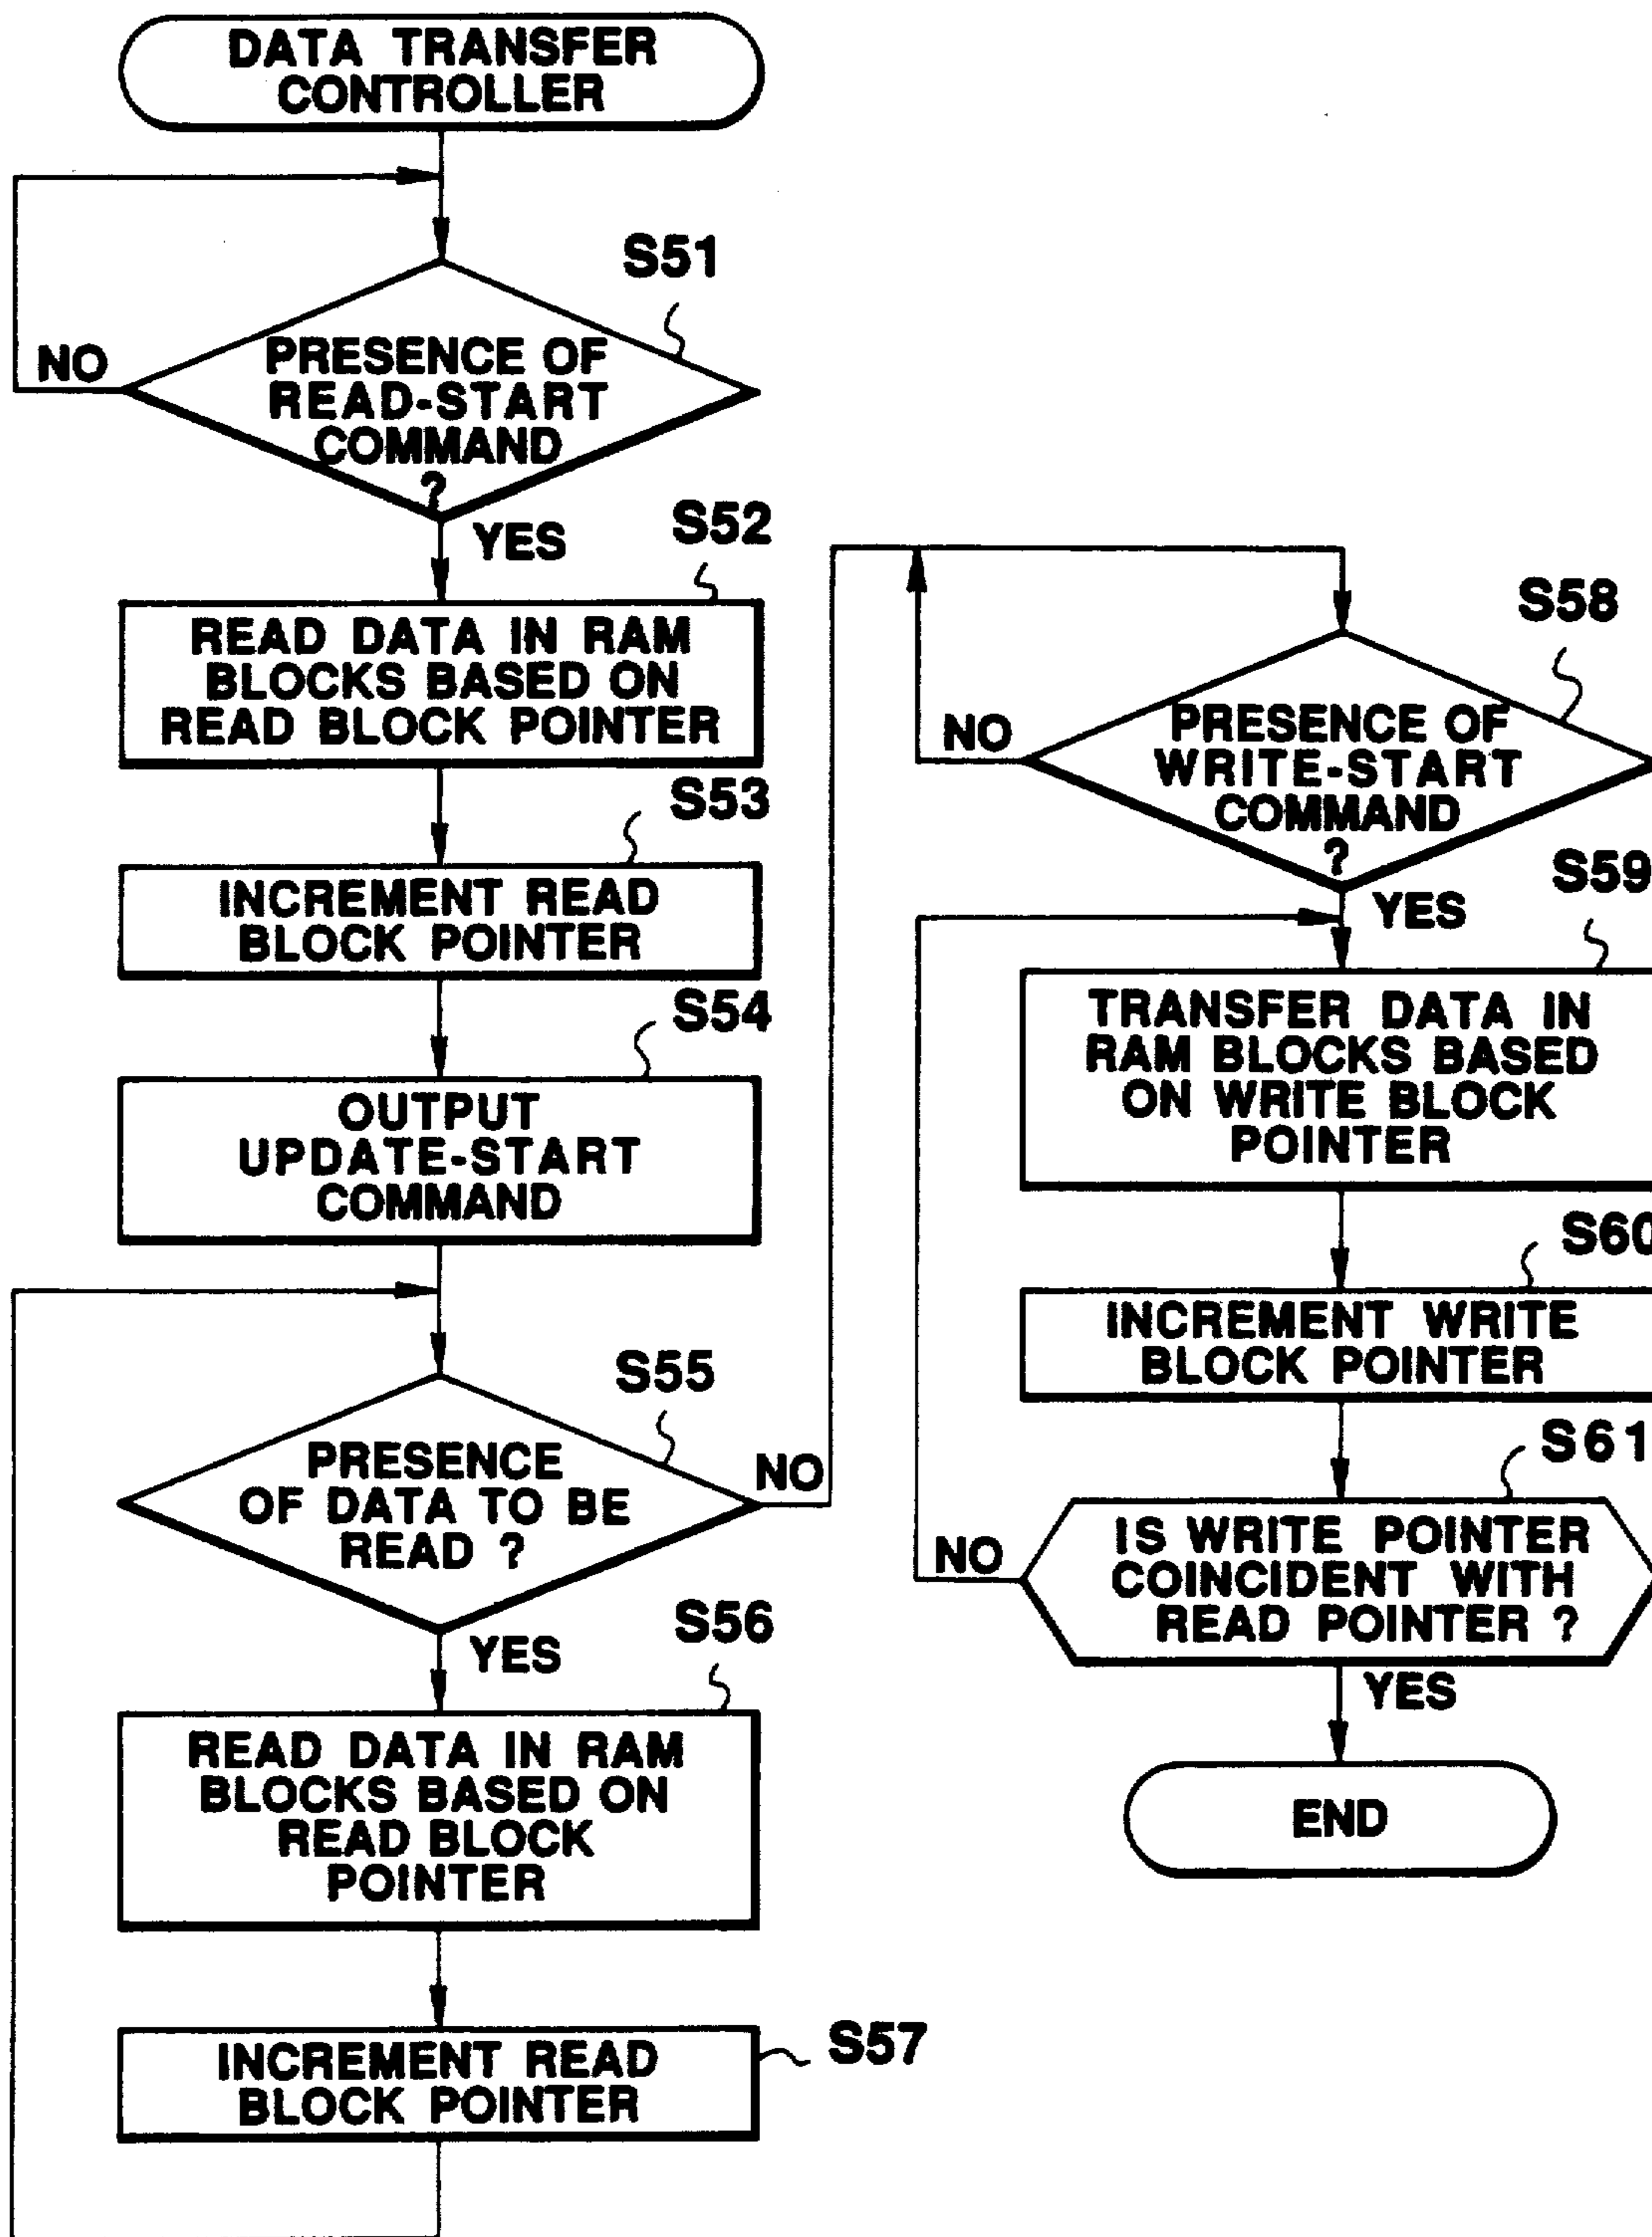 DATA TRANSFER
CONTROLLER
S51
NO
PRESENCE OF
READ-START
COMMAND
?
YES
S52
READ DATA IN RAM
BLOCKS BASED ON
READ BLOCK POINTER
S53
INCREMENT READ
BLOCK POINTER
S54
OUTPUT
UPDATE-START
COMMAND
S55
PRESENCE
OF DATA TO BE
READ ?
NO
YES
S56
READ DATA IN RAM
BLOCKS BASED ON
READ BLOCK
POINTER
INCREMENT READ
BLOCK POINTER
S57
S58
NO
PRESENCE OF
WRITE-START
COMMAND
?
YES
S59
TRANSFER DATA IN
RAM BLOCKS BASED
ON WRITE BLOCK
POINTER
S60
INCREMENT WRITE
BLOCK POINTER
S61
NO
IS WRITE POINTER
COINCIDENT WITH
READ POINTER ?
YES
END